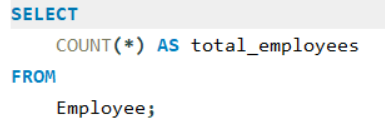 SELECT
    COUNT(*) AS total_employees
FROM
    Employee;